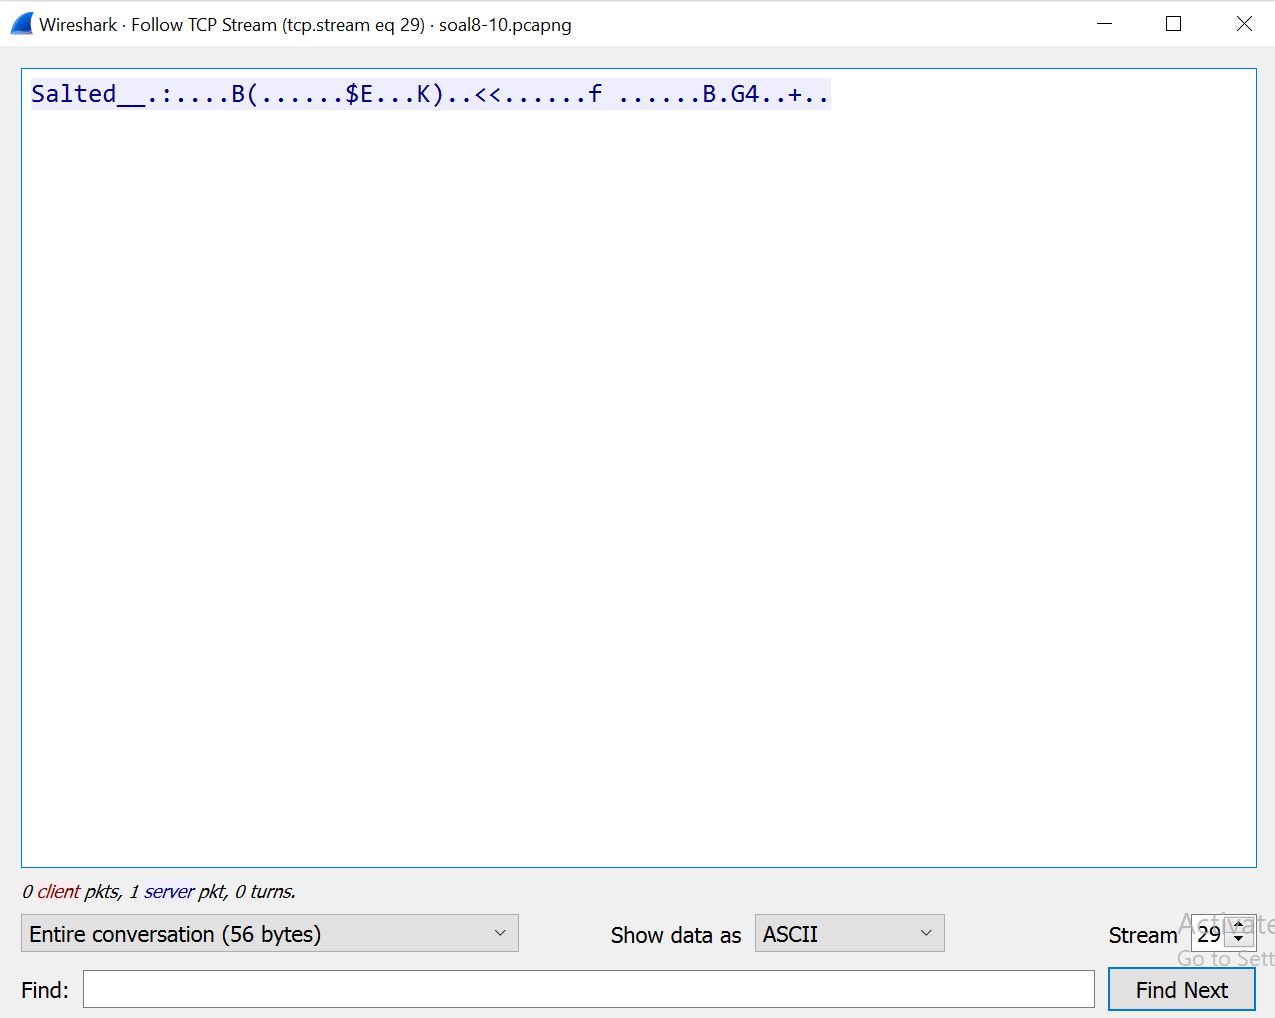 Wireshark · Follow TCP Stream (tcp.stream eq 29) · soal8-10.pcapng
Salted__.:....B(......$E...K)..<<......f ......B.G4..+..
0 client pkts, 1 server pkt, 0 turns.
Entire conversation (56 bytes)
Show data as
ASCII
Stream
29
Activate
Go to Sett
Find:
Find Next